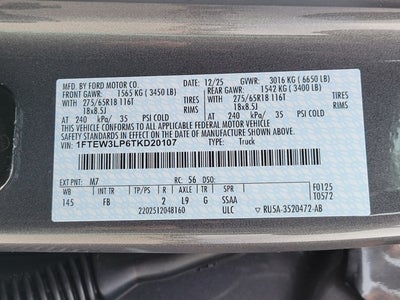 MFD. BY FORD MOTOR CO. 12/25 GVWR: 3016 KG ( 6650 LB)
FRONT GAWR: 1565 KG ( 3450 LB) REAR GAWR: 1542 KG ( 3400 LB)
WITH 275/65R18 116T TIRES WITH 275/65R18 116T TIRES
18x8.5J RIMS 18x8.5J RIMS
AT 240 kPa/ 35 PSI COLD AT 240 kPa/ 35 PSI COLD
THIS VEHICLE CONFORMS TO ALL APPLICABLE FEDERAL MOTOR VEHICLE
SAFETY AND THEFT PREVENTION STANDARDS IN EFFECT ON THE DATE OF
MANUFACTURE SHOWN ABOVE.
VIN: 1FTEW3LP6TKD20107 TYPE: Truck
EXT PNT: M7 RC: 56 DSO: F0125
WB INT TR TP/PS R AXLE TR SPR T0572
145 FB 2 L9 G SSAA
2202512048160 ULC RU5A-3520472-AB